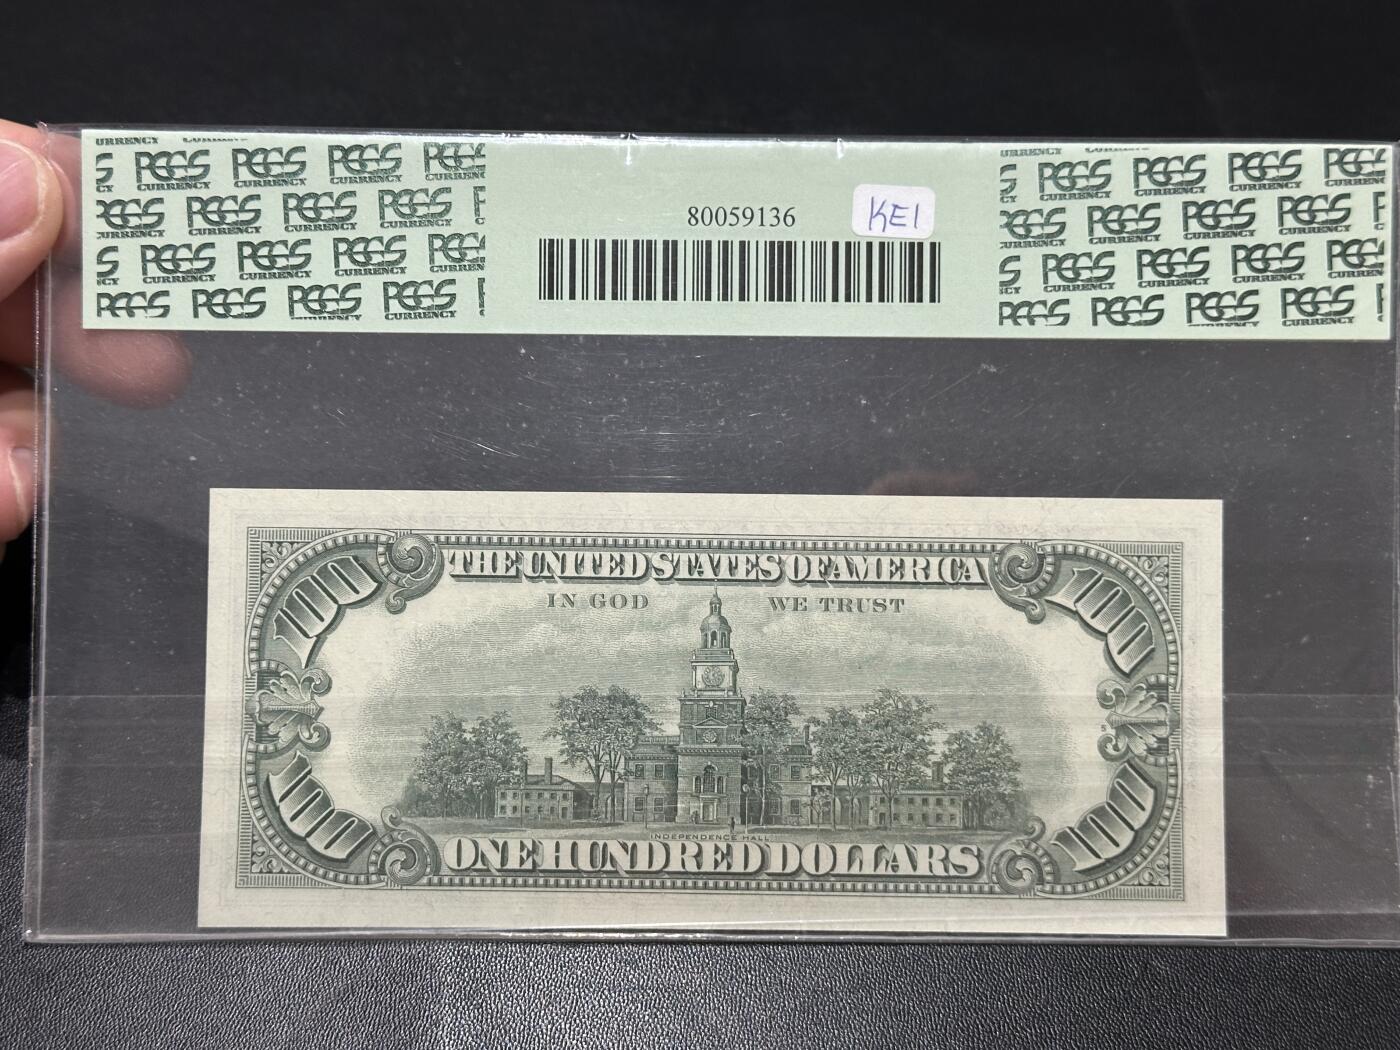 PCGS CURRENCY
80059136
KE1
THE UNITED STATES OF AMERICA
IN GOD WE TRUST
100 100
100 100
INDEPENDENCE HALL
ONE HUNDRED DOLLARS